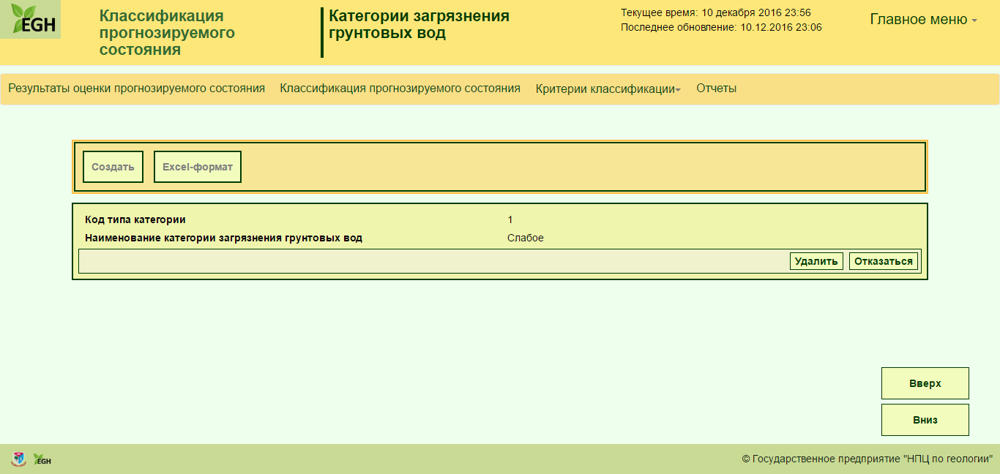 EGH
Классификация
прогнозируемого
состояния
Категории загрязнения
грунтовых вод
Текущее время: 10 декабря 2016 23:56
Последнее обновление: 10.12.2016 23:06
Главное меню
Результаты оценки прогнозируемого состояния Классификация прогнозируемого состояния Критерии классификации Отчеты
Создать Excel-формат
Код типа категории 1
Наименование категории загрязнения грунтовых вод Слабое
Удалить Отказаться
Вверх
Вниз
EGH © Государственное предприятие "НПЦ по геологии"